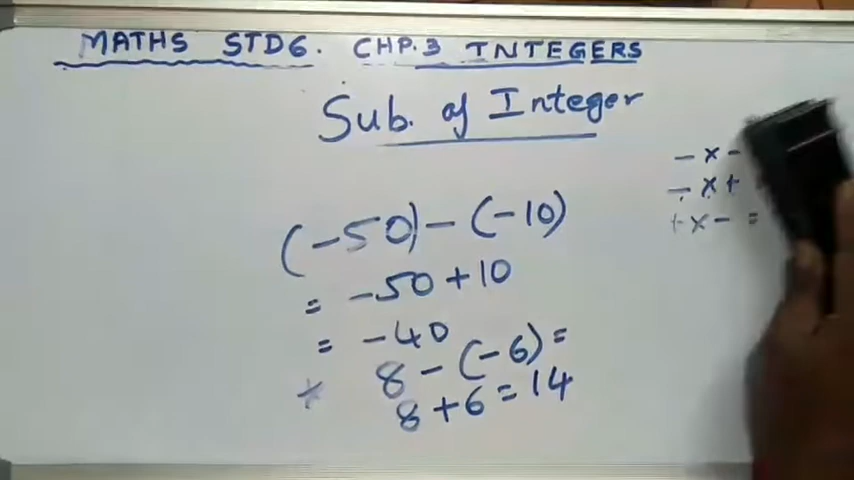 MATHS STD6. CHP.3 INTEGERS
Sub. of Integer
(-50)-(-10)
= -50+10
= -40
8-(-6)=
* 8+6=14
-x-
-x+
+x- =